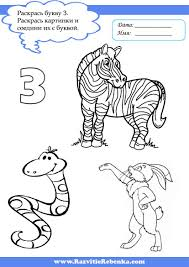 Раскрась букву З.
Раскрась картинки и
соедини их с буквой.
Дата:
Имя:
З
www.RazvitieRebenka.com